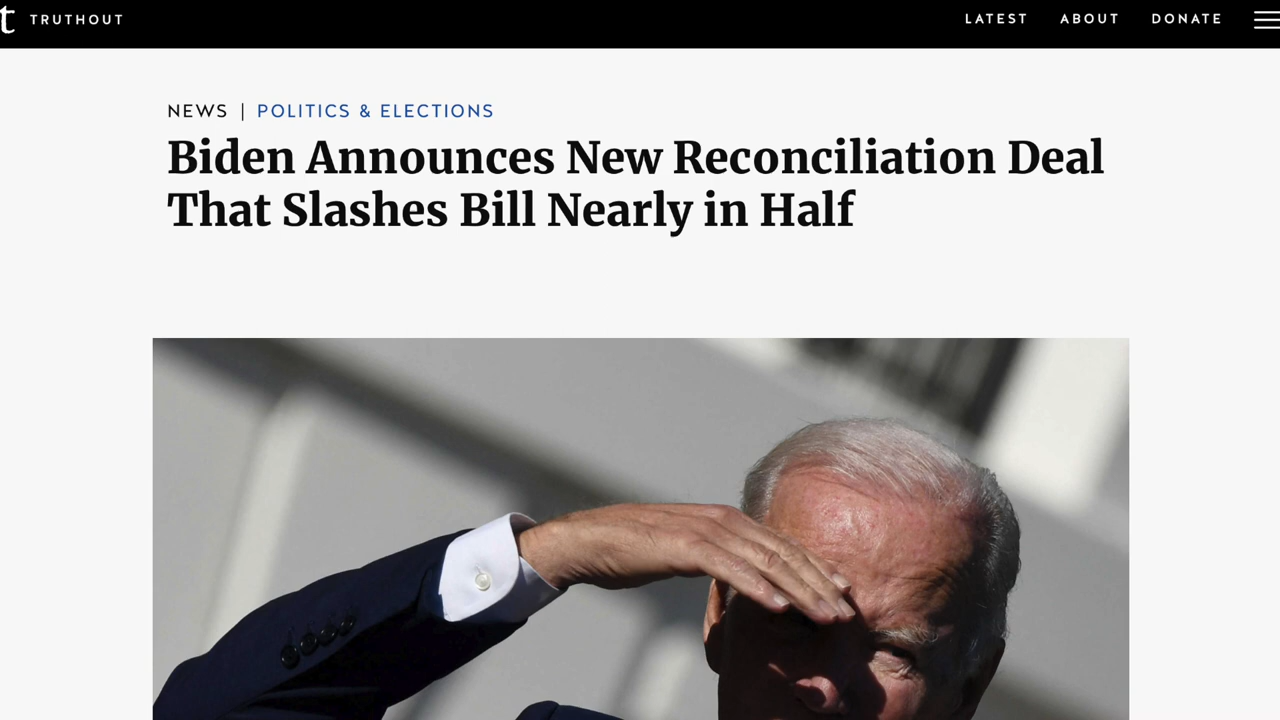 t TRUTHOUT LATEST ABOUT DONATE
NEWS | POLITICS & ELECTIONS
Biden Announces New Reconciliation Deal
That Slashes Bill Nearly in Half